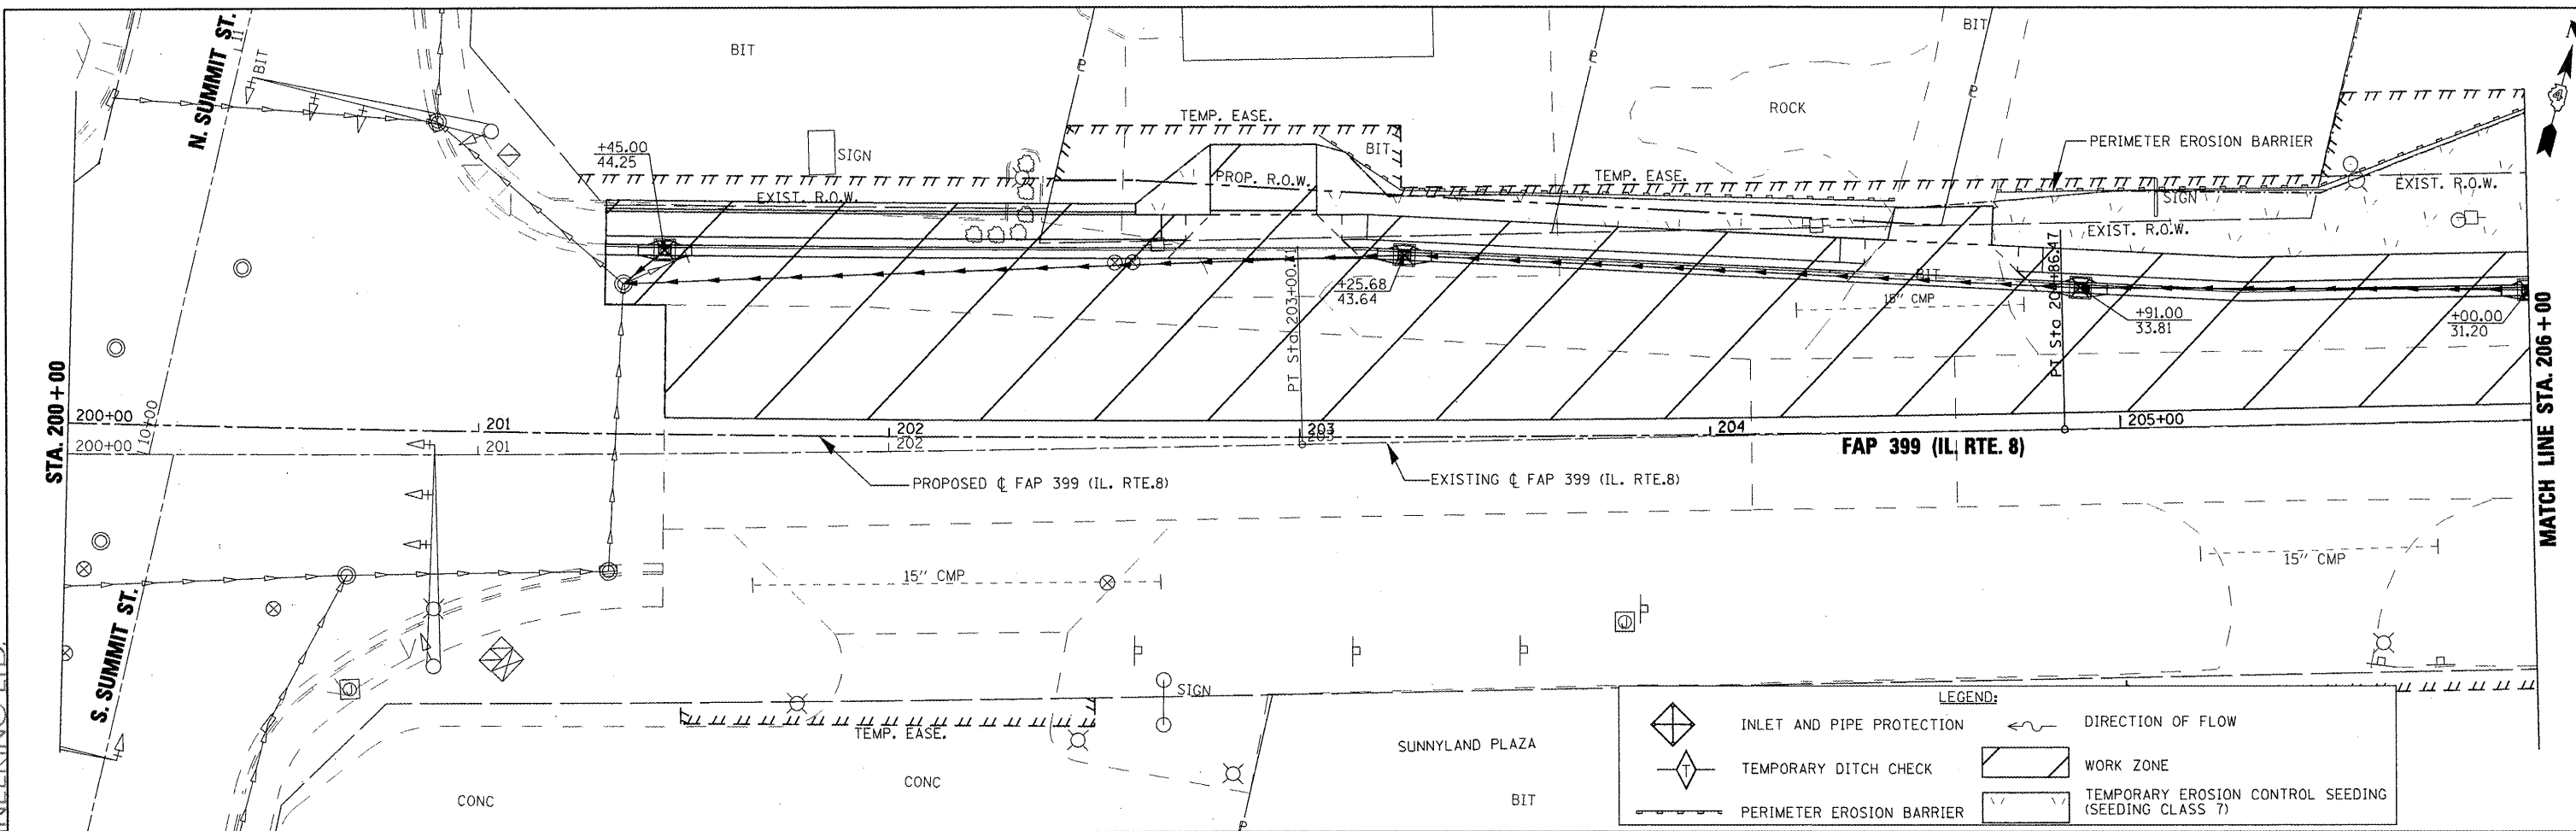 N. SUMMIT ST.
BIT
BIT
BIT
N
ROCK
TEMP. EASE.
PERIMETER EROSION BARRIER
+45.00
44.25
SIGN
BIT
EXIST. R.O.W.
PROP. R.O.W.
TEMP. EASE.
SIGN
EXIST. R.O.W.
EXIST. R.O.W.
BIT
+25.68
43.64
15" CMP
+91.00
33.81
+00.00
31.20
PT Sta 203+00.
PT Sta 204+86.47
STA. 200+00
MATCH LINE STA. 206+00
200+00
201
202
203
204
205+00
200+00
201
202
203
10+00
FAP 399 (IL. RTE. 8)
PROPOSED ℄ FAP 399 (IL. RTE.8)
EXISTING ℄ FAP 399 (IL. RTE.8)
15" CMP
15" CMP
S. SUMMIT ST.
SIGN
TEMP. EASE.
SUNNYLAND PLAZA
CONC
CONC
BIT
LEGEND:
INLET AND PIPE PROTECTION
DIRECTION OF FLOW
T
TEMPORARY DITCH CHECK
WORK ZONE
PERIMETER EROSION BARRIER
TEMPORARY EROSION CONTROL SEEDING
(SEEDING CLASS 7)